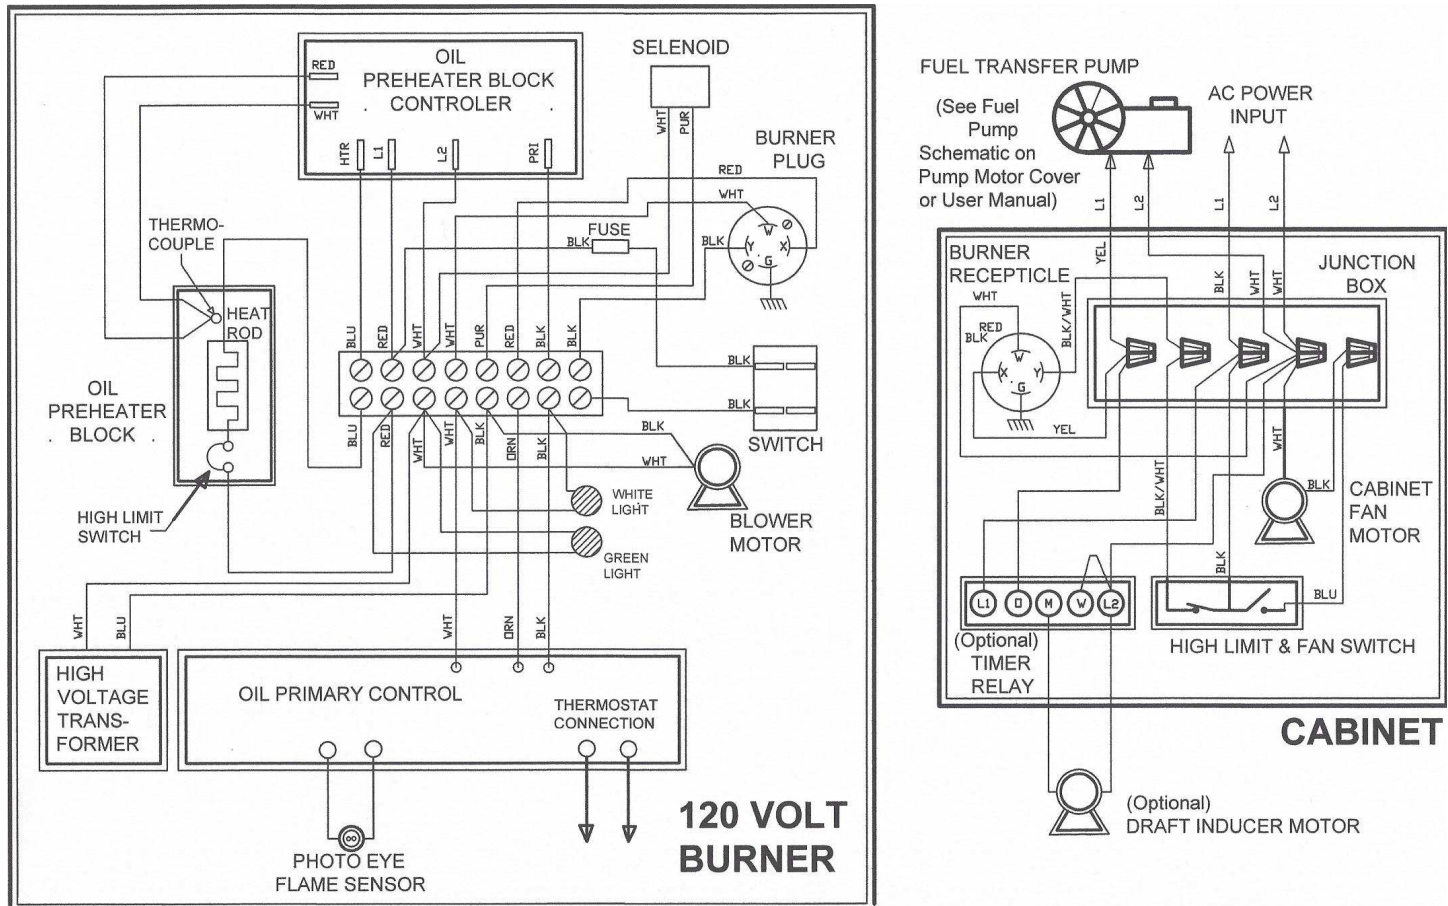 OIL
PREHEATER BLOCK
CONTROLER
RED
WHT
HTR
L1
L2
PRI
SELENOID
WHT
PUR
BURNER
PLUG
RED
WHT
BLK
W
Y
X
G
FUSE
BLK
THERMO-
COUPLE
HEAT
ROD
OIL
PREHEATER
BLOCK
HIGH LIMIT
SWITCH
BLU
RED
WHT
WHT
PUR
RED
BLK
BLK
BLU
RED
WHT
WHT
BLK
ORN
BLK
BLK
BLK
SWITCH
BLK
WHT
BLOWER
MOTOR
WHITE
LIGHT
GREEN
LIGHT
WHT
BLU
WHT
ORN
BLK
HIGH
VOLTAGE
TRANS-
FORMER
OIL PRIMARY CONTROL
THERMOSTAT
CONNECTION
PHOTO EYE
FLAME SENSOR
120 VOLT
BURNER
FUEL TRANSFER PUMP
(See Fuel
Pump
Schematic on
Pump Motor Cover
or User Manual)
AC POWER
INPUT
L1
L2
L1
L2
BURNER
RECEPTICLE
YEL
BLK
WHT
WHT
JUNCTION
BOX
WHT
RED
BLK
BLK/WHT
W
X
Y
G
YEL
BLK/WHT
WHT
BLK
BLK
CABINET
FAN
MOTOR
BLU
L1
O
M
W
L2
(Optional)
TIMER
RELAY
HIGH LIMIT & FAN SWITCH
CABINET
(Optional)
DRAFT INDUCER MOTOR